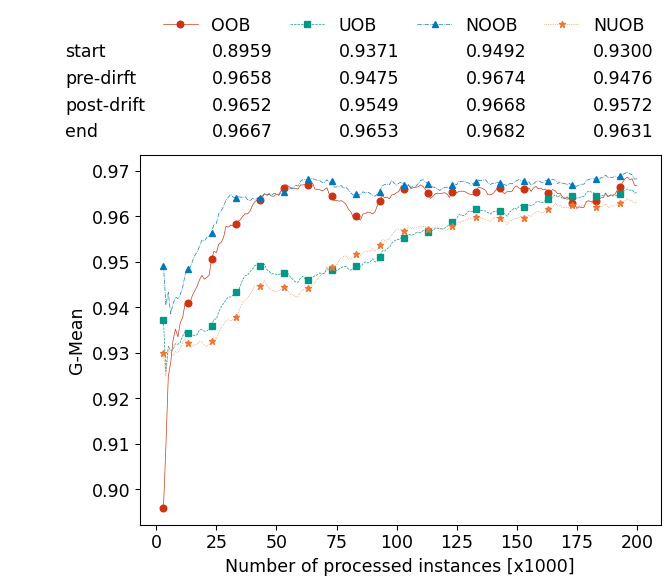 OOB UOB NOOB NUOB
start 0.8959 0.9371 0.9492 0.9300
pre-dirft 0.9658 0.9475 0.9674 0.9476
post-drift 0.9652 0.9549 0.9668 0.9572
end 0.9667 0.9653 0.9682 0.9631
0.97
0.96
0.95
0.94
0.93
0.92
0.91
0.90
G-Mean
0 25 50 75 100 125 150 175 200
Number of processed instances [x1000]